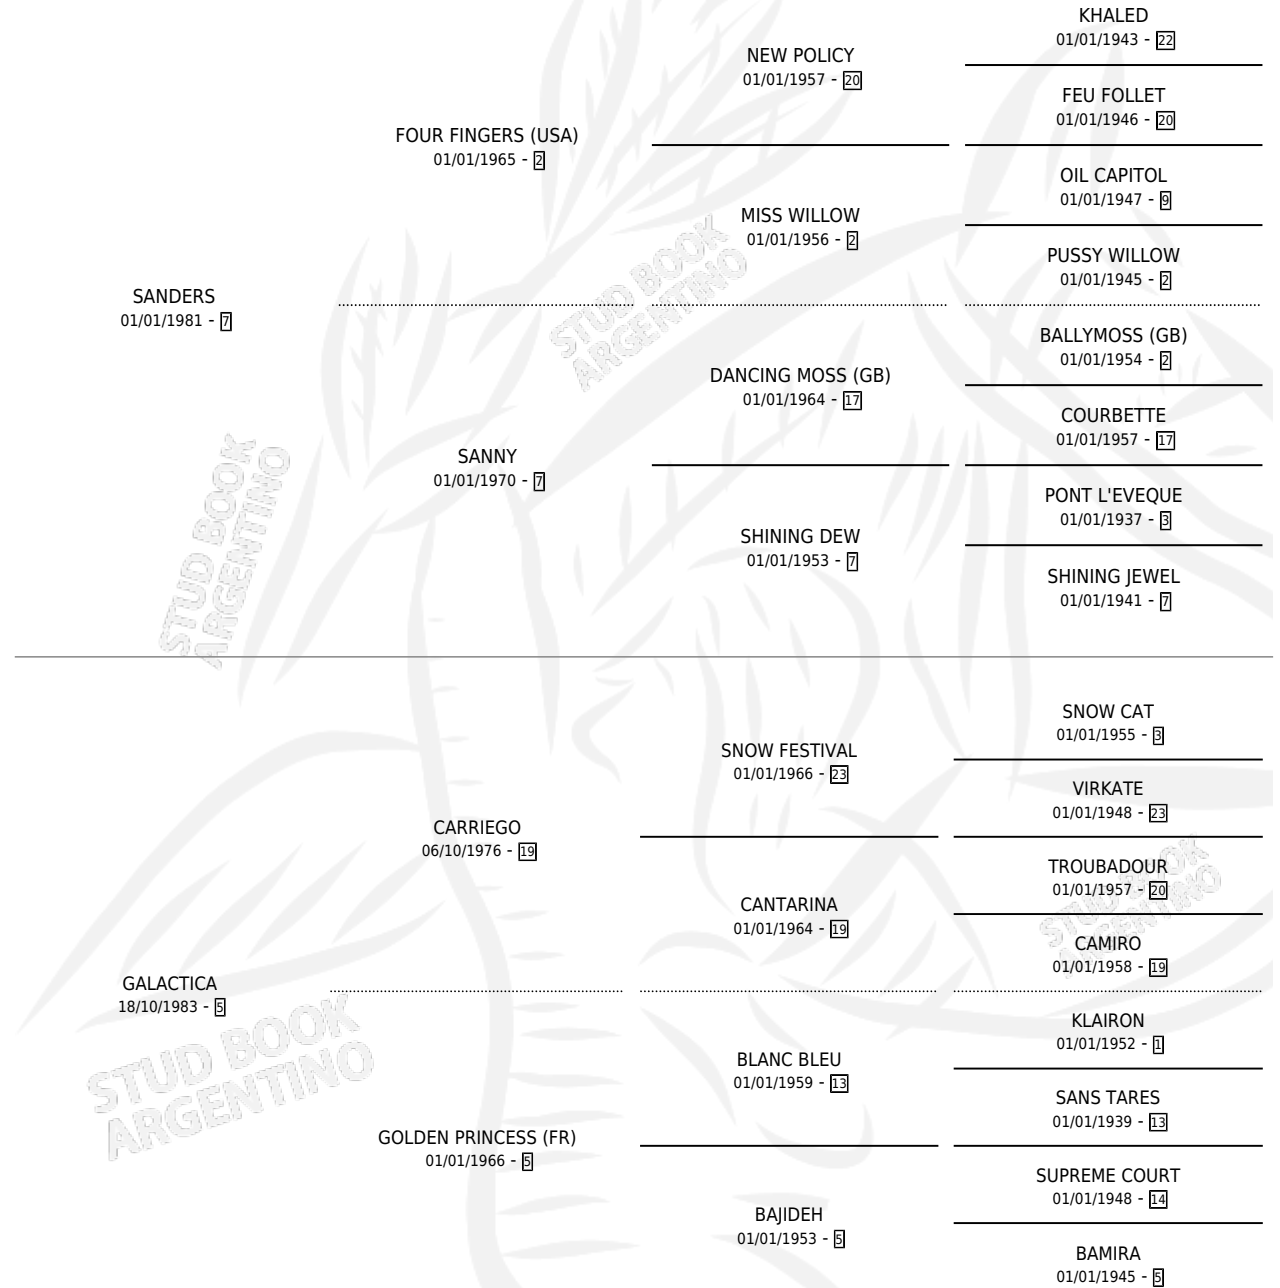 KHALED
01/01/1943 - 22
NEW POLICY
01/01/1957 - 20
FEU FOLLET
01/01/1946 - 20
FOUR FINGERS (USA)
01/01/1965 - 2
OIL CAPITOL
01/01/1947 - 9
MISS WILLOW
01/01/1956 - 2
PUSSY WILLOW
01/01/1945 - 2
SANDERS
01/01/1981 - 7
STUD BOOK
ARGENTINO
BALLYMOSS (GB)
01/01/1954 - 2
DANCING MOSS (GB)
01/01/1964 - 17
COURBETTE
01/01/1957 - 17
SANNY
01/01/1970 - 7
PONT L'EVEQUE
01/01/1937 - 3
SHINING DEW
01/01/1953 - 7
SHINING JEWEL
01/01/1941 - 7
STUD BOOK
ARGENTINO
SNOW CAT
01/01/1955 - 3
SNOW FESTIVAL
01/01/1966 - 23
VIRKATE
01/01/1948 - 23
CARRIEGO
06/10/1976 - 19
TROUBADOUR
01/01/1957 - 20
CANTARINA
01/01/1964 - 19
CAMIRO
01/01/1958 - 19
STUD BOOK
ARGENTINO
GALACTICA
18/10/1983 - 5
KLAIRON
01/01/1952 - 1
BLANC BLEU
01/01/1959 - 13
SANS TARES
01/01/1939 - 13
STUD BOOK
ARGENTINO
GOLDEN PRINCESS (FR)
01/01/1966 - 5
SUPREME COURT
01/01/1948 - 14
BAJIDEH
01/01/1953 - 5
BAMIRA
01/01/1945 - 5